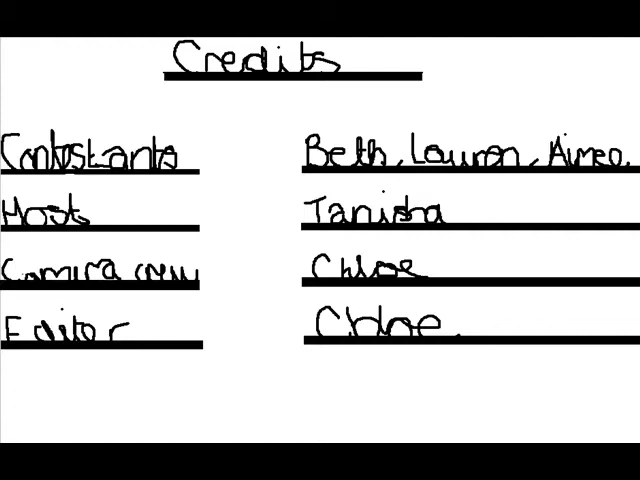 Credits
Contestants Beth, Lauren, Aimee.
Host Tanisha
Camera crew Chloe
Editor Chloe.